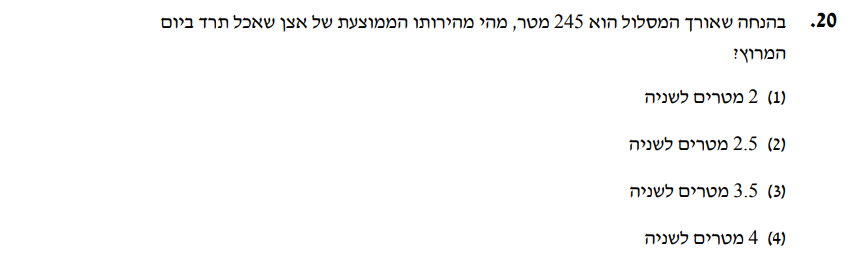 20. בהנחה שאורך המסלול הוא 245 מטר, מהי מהירותו הממוצעת של אצן שאכל תרד ביום
המרוץ?
(1) 2 מטרים לשניה
(2) 2.5 מטרים לשניה
(3) 3.5 מטרים לשניה
(4) 4 מטרים לשניה